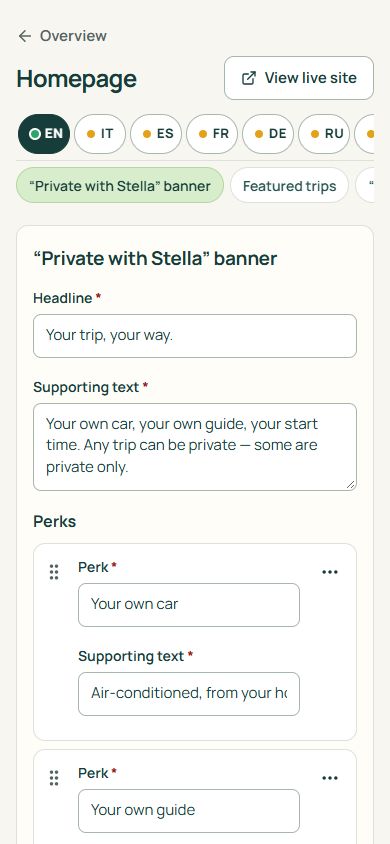 Overview
Homepage
View live site
EN
IT
ES
FR
DE
RU
“Private with Stella” banner
Featured trips
“
“Private with Stella” banner
Headline *
Your trip, your way.
Supporting text *
Your own car, your own guide, your start
time. Any trip can be private — some are
private only.
Perks
Perk *
Your own car
Supporting text *
Air-conditioned, from your
Perk *
Your own guide